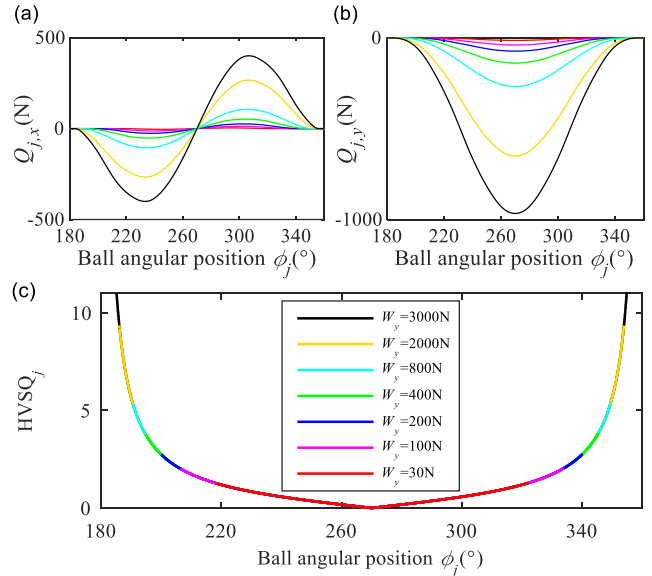 (a)
500
0
-500
Q_{j,x}(N)
180 220 260 300 340
Ball angular position ϕ_j(°)
(b)
0
-1000
Q_{j,y}(N)
180 220 260 300 340
Ball angular position ϕ_j(°)
(c)
10
5
0
HVSQ_j
W_y=3000N
W_y=2000N
W_y=800N
W_y=400N
W_y=200N
W_y=100N
W_y=30N
180 220 260 300 340
Ball angular position ϕ_j(°)